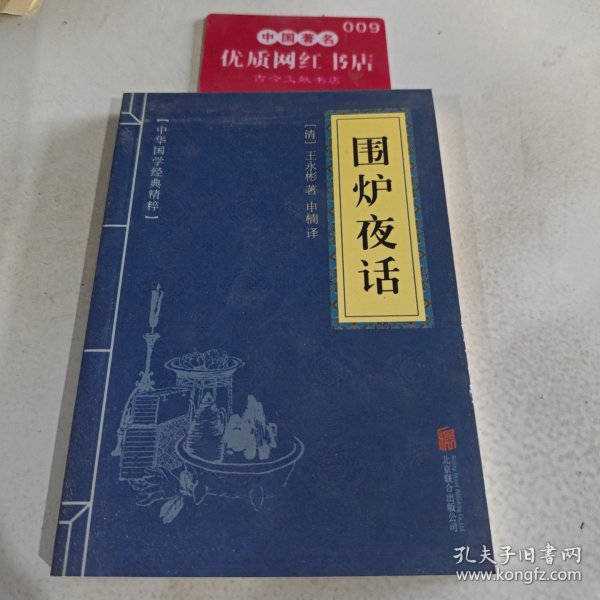 009
中国著名
优质网红书店
古今文献书店
【中华国学经典精粹】
[清]王永彬 著 申楠 译
围炉夜话
北京联合出版公司
孔夫子旧书网
www.kongfz.com